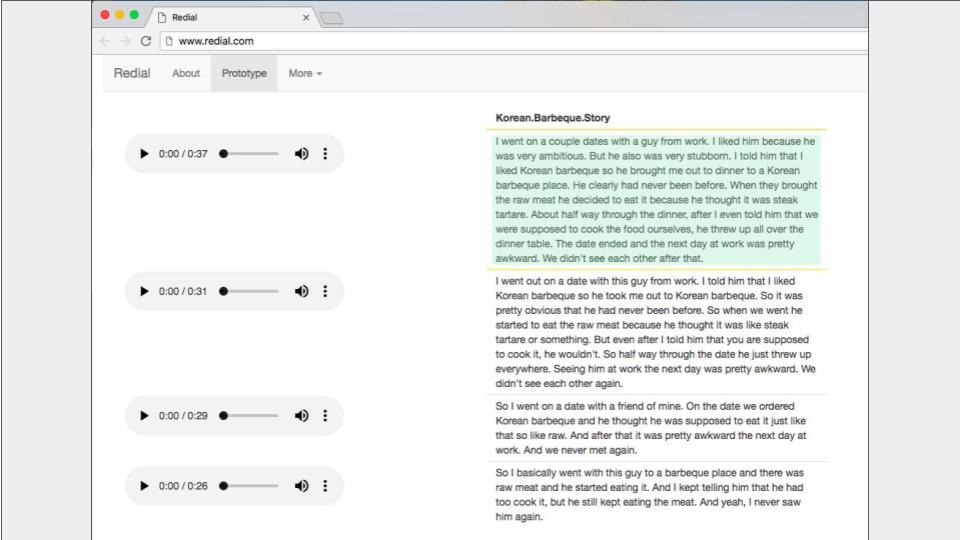 Redial
www.redial.com
Redial About Prototype More
Korean.Barbeque.Story
0:00 / 0:37
I went on a couple dates with a guy from work. I liked him because he
was very ambitious. But he also was very stubborn. I told him that I
liked Korean barbeque so he brought me out to dinner to a Korean
barbeque place. He clearly had never been before. When they brought
the raw meat he decided to eat it because he thought it was steak
tartare. About half way through the dinner, after I even told him that we
were supposed to cook the food ourselves, he threw up all over the
dinner table. The date ended and the next day at work was pretty
awkward. We didn't see each other after that.
0:00 / 0:31
I went out on a date with this guy from work. I told him that I liked
Korean barbeque so he took me out to Korean barbeque. So it was
pretty obvious that he had never been before. So when we went he
started to eat the raw meat because he thought it was like steak
tartare or something. But even after I told him that you are supposed
to cook it, he wouldn't. So half way through the date he just threw up
everywhere. Seeing him at work the next day was pretty awkward. We
didn't see each other again.
0:00 / 0:29
So I went on a date with a friend of mine. On the date we ordered
Korean barbeque and he thought he was supposed to eat it just like
that so like raw. And after that it was pretty awkward the next day at
work. And we never met again.
0:00 / 0:26
So I basically went with this guy to a barbeque place and there was
raw meat and he started eating it. And I kept telling him that he had
too cook it, but he still kept eating the meat. And yeah, I never saw
him again.